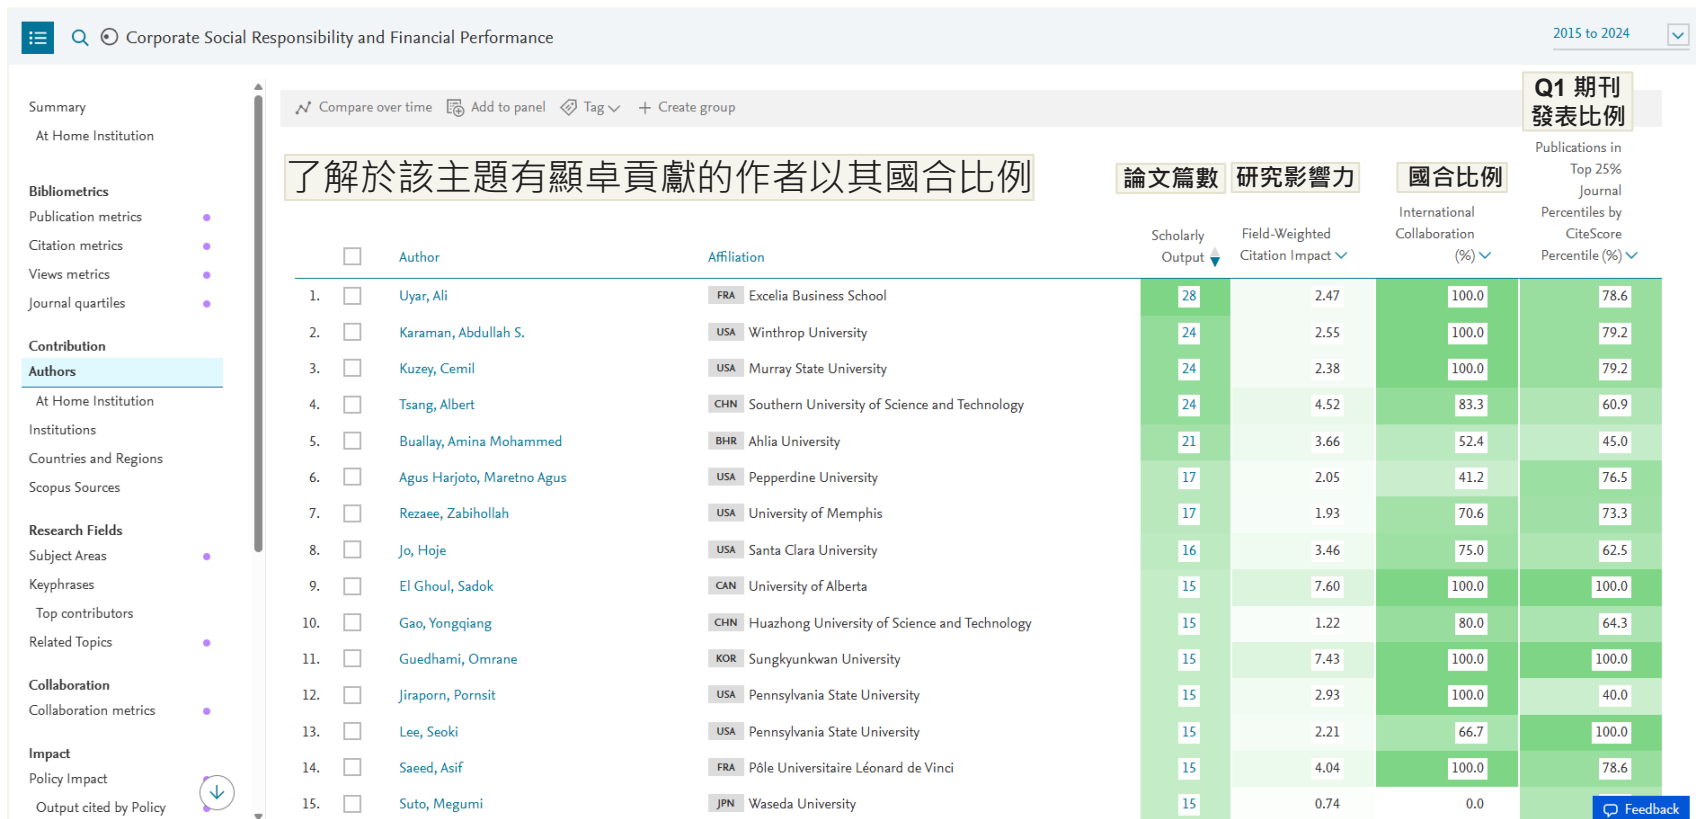 Corporate Social Responsibility and Financial Performance
2015 to 2024
Summary
At Home Institution
Bibliometrics
Publication metrics
Citation metrics
Views metrics
Journal quartiles
Contribution
Authors
At Home Institution
Institutions
Countries and Regions
Scopus Sources
Research Fields
Subject Areas
Keyphrases
Top contributors
Related Topics
Collaboration
Collaboration metrics
Impact
Policy Impact
Output cited by Policy
Compare over time Add to panel Tag Create group
Q1 期刊
發表比例
了解於該主題有顯卓貢獻的作者以其國合比例
論文篇數 研究影響力 國合比例
Author Affiliation
Scholarly
Output
Field-Weighted
Citation Impact
International
Collaboration
(%)
Publications in
Top 25%
Journal
Percentiles by
CiteScore
Percentile (%)
1. Uyar, Ali FRA Excelia Business School 28 2.47 100.0 78.6
2. Karaman, Abdullah S. USA Winthrop University 24 2.55 100.0 79.2
3. Kuzey, Cemil USA Murray State University 24 2.38 100.0 79.2
4. Tsang, Albert CHN Southern University of Science and Technology 24 4.52 83.3 60.9
5. Buallay, Amina Mohammed BHR Ahlia University 21 3.66 52.4 45.0
6. Agus Harjoto, Maretno Agus USA Pepperdine University 17 2.05 41.2 76.5
7. Rezaee, Zabihollah USA University of Memphis 17 1.93 70.6 73.3
8. Jo, Hoje USA Santa Clara University 16 3.46 75.0 62.5
9. El Ghoul, Sadok CAN University of Alberta 15 7.60 100.0 100.0
10. Gao, Yongqiang CHN Huazhong University of Science and Technology 15 1.22 80.0 64.3
11. Guedhami, Omrane KOR Sungkyunkwan University 15 7.43 100.0 100.0
12. Jiraporn, Pornsit USA Pennsylvania State University 15 2.93 100.0 40.0
13. Lee, Seoki USA Pennsylvania State University 15 2.21 66.7 100.0
14. Saeed, Asif FRA Pôle Universitaire Léonard de Vinci 15 4.04 100.0 78.6
15. Suto, Megumi JPN Waseda University 15 0.74 0.0
Feedback